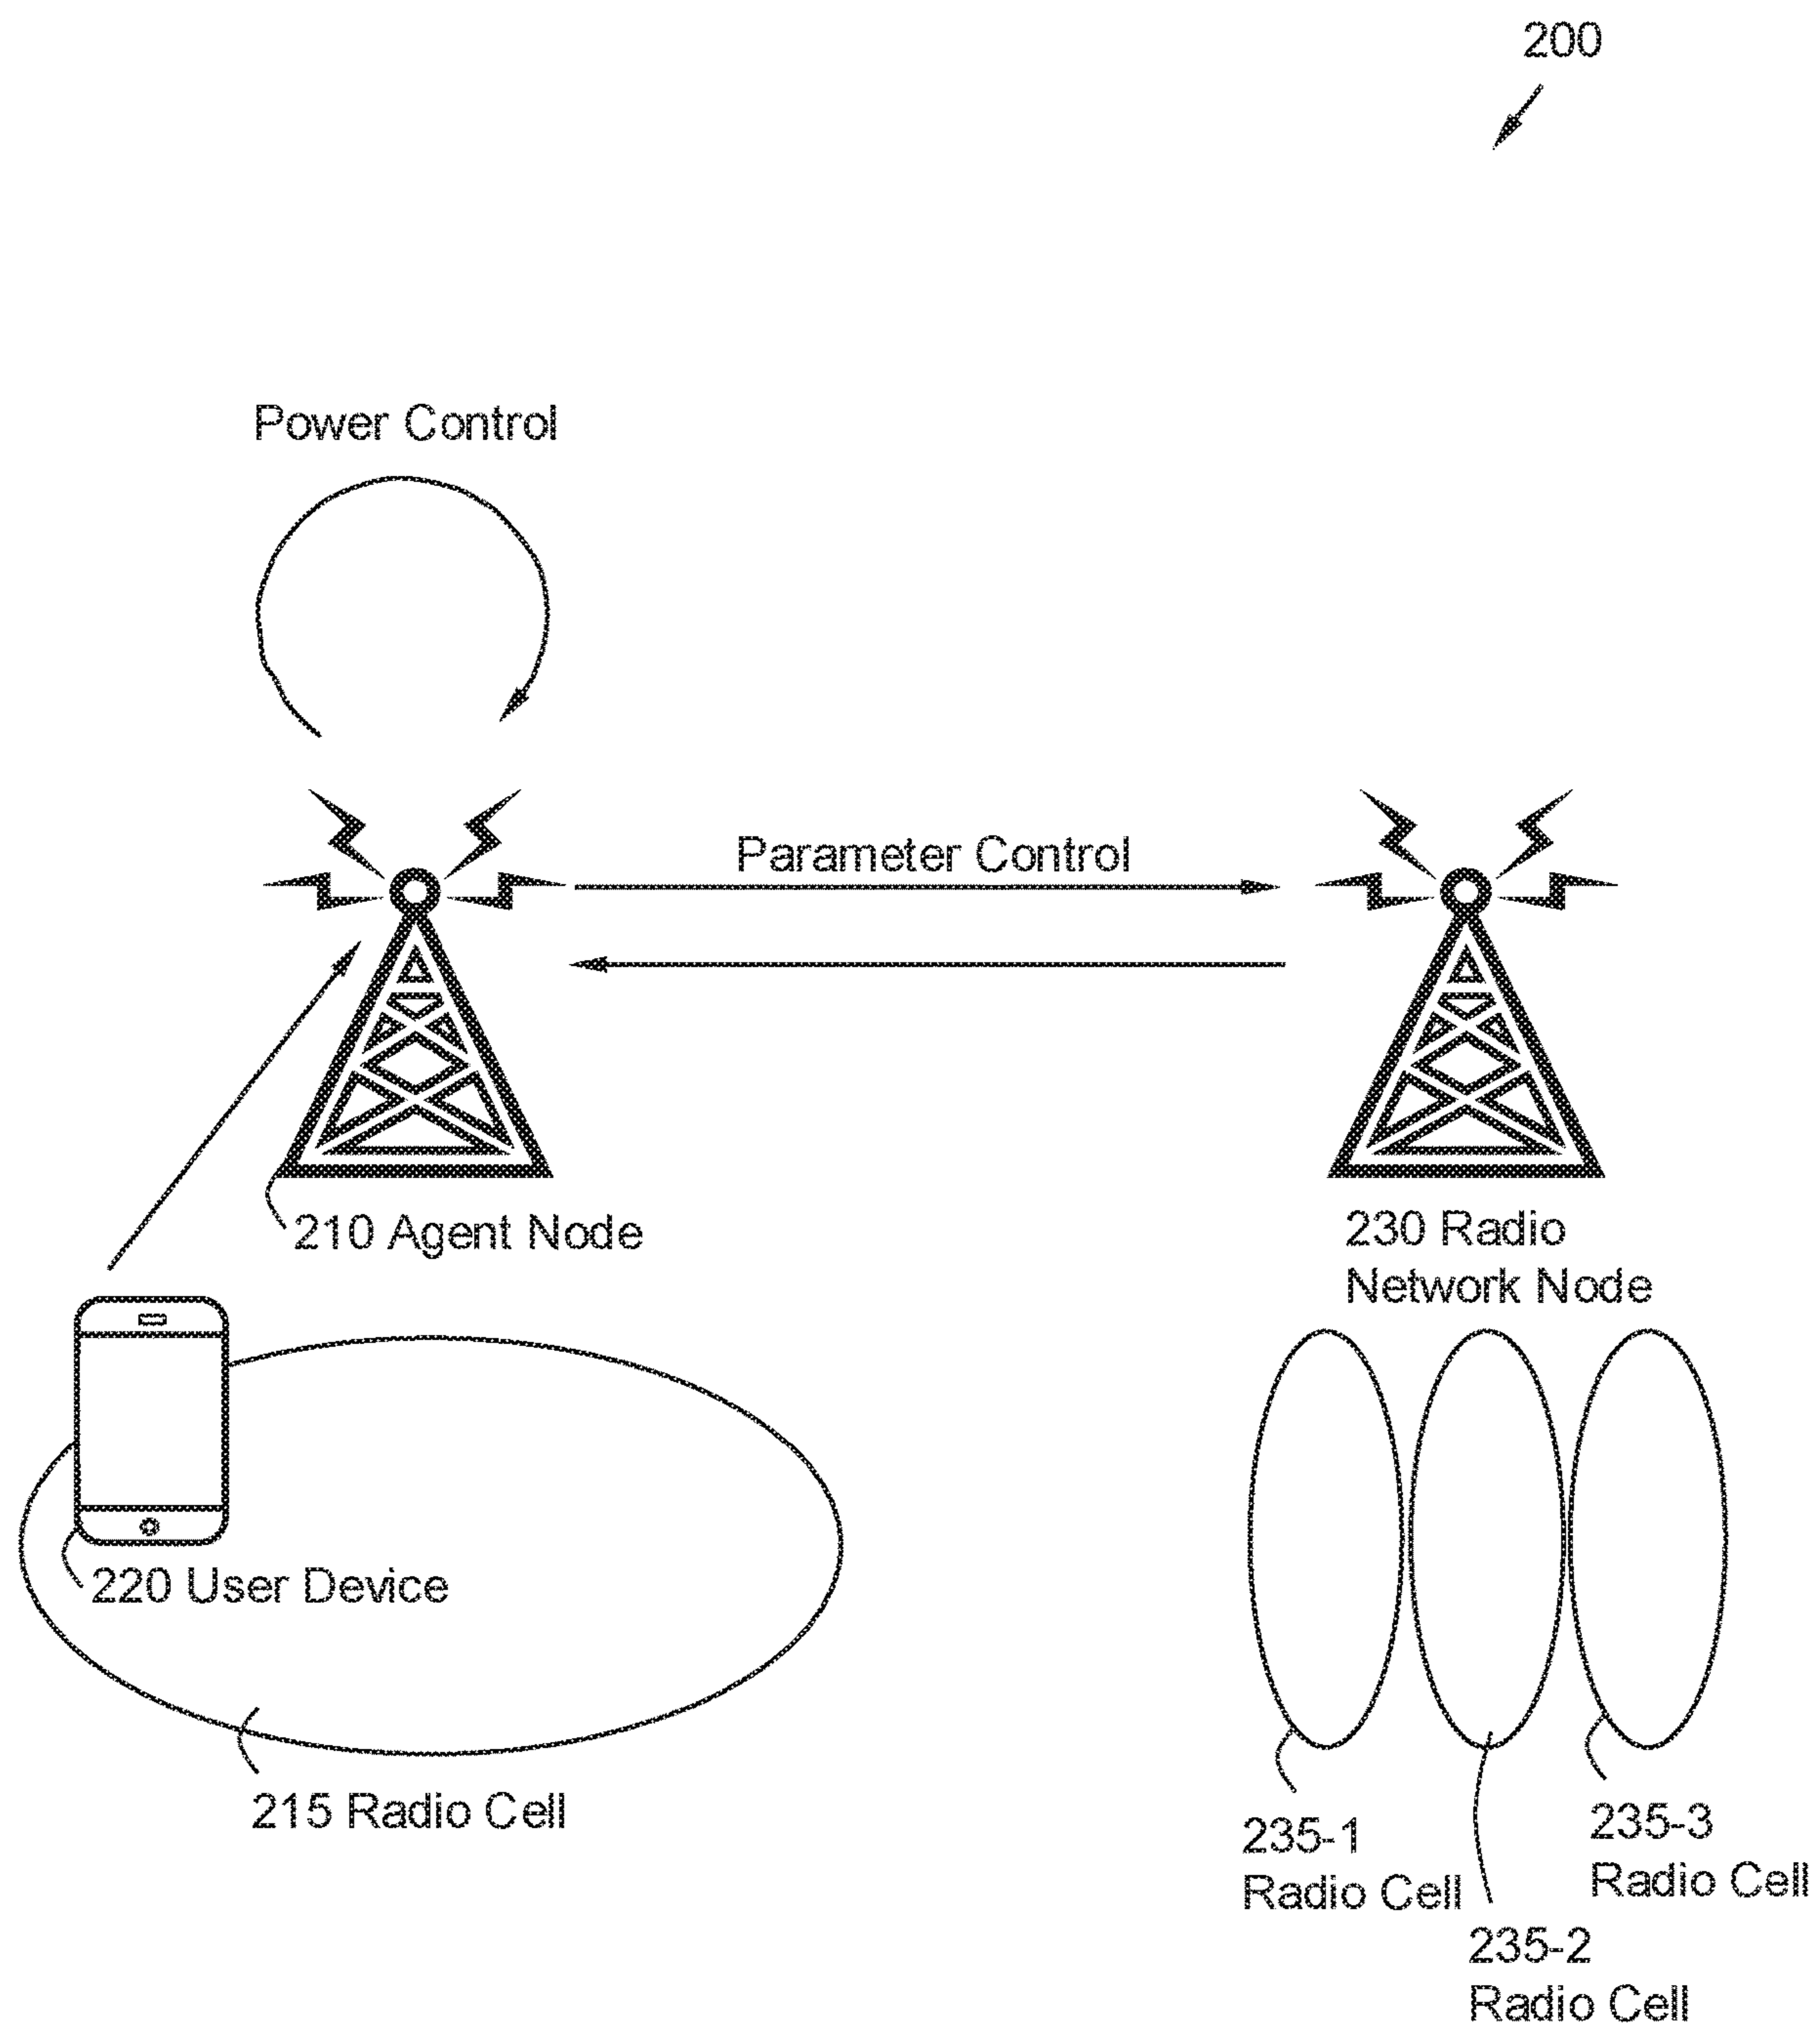 200
Power Control
Parameter Control
210 Agent Node
230 Radio
Network Node
220 User Device
215 Radio Cell
235-1
Radio Cell
235-3
Radio Cell
235-2
Radio Cell